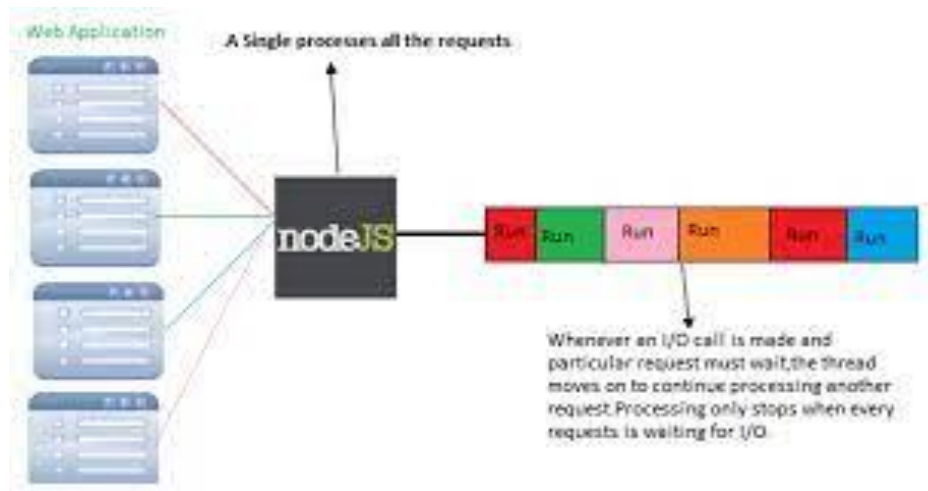 Web Application
A Single processes all the requests
nodeJS
Run Run Run Run Run Run
Whenever an I/O call is made and
particular request must wait,the thread
moves on to continue processing another
request.Processing only stops when every
requests is waiting for I/O.